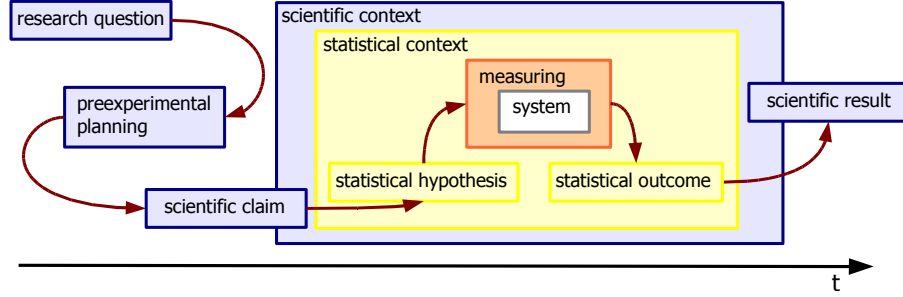 research question
scientific context
statistical context
measuring
system
preexperimental
planning
scientific result
statistical hypothesis
statistical outcome
scientific claim
t